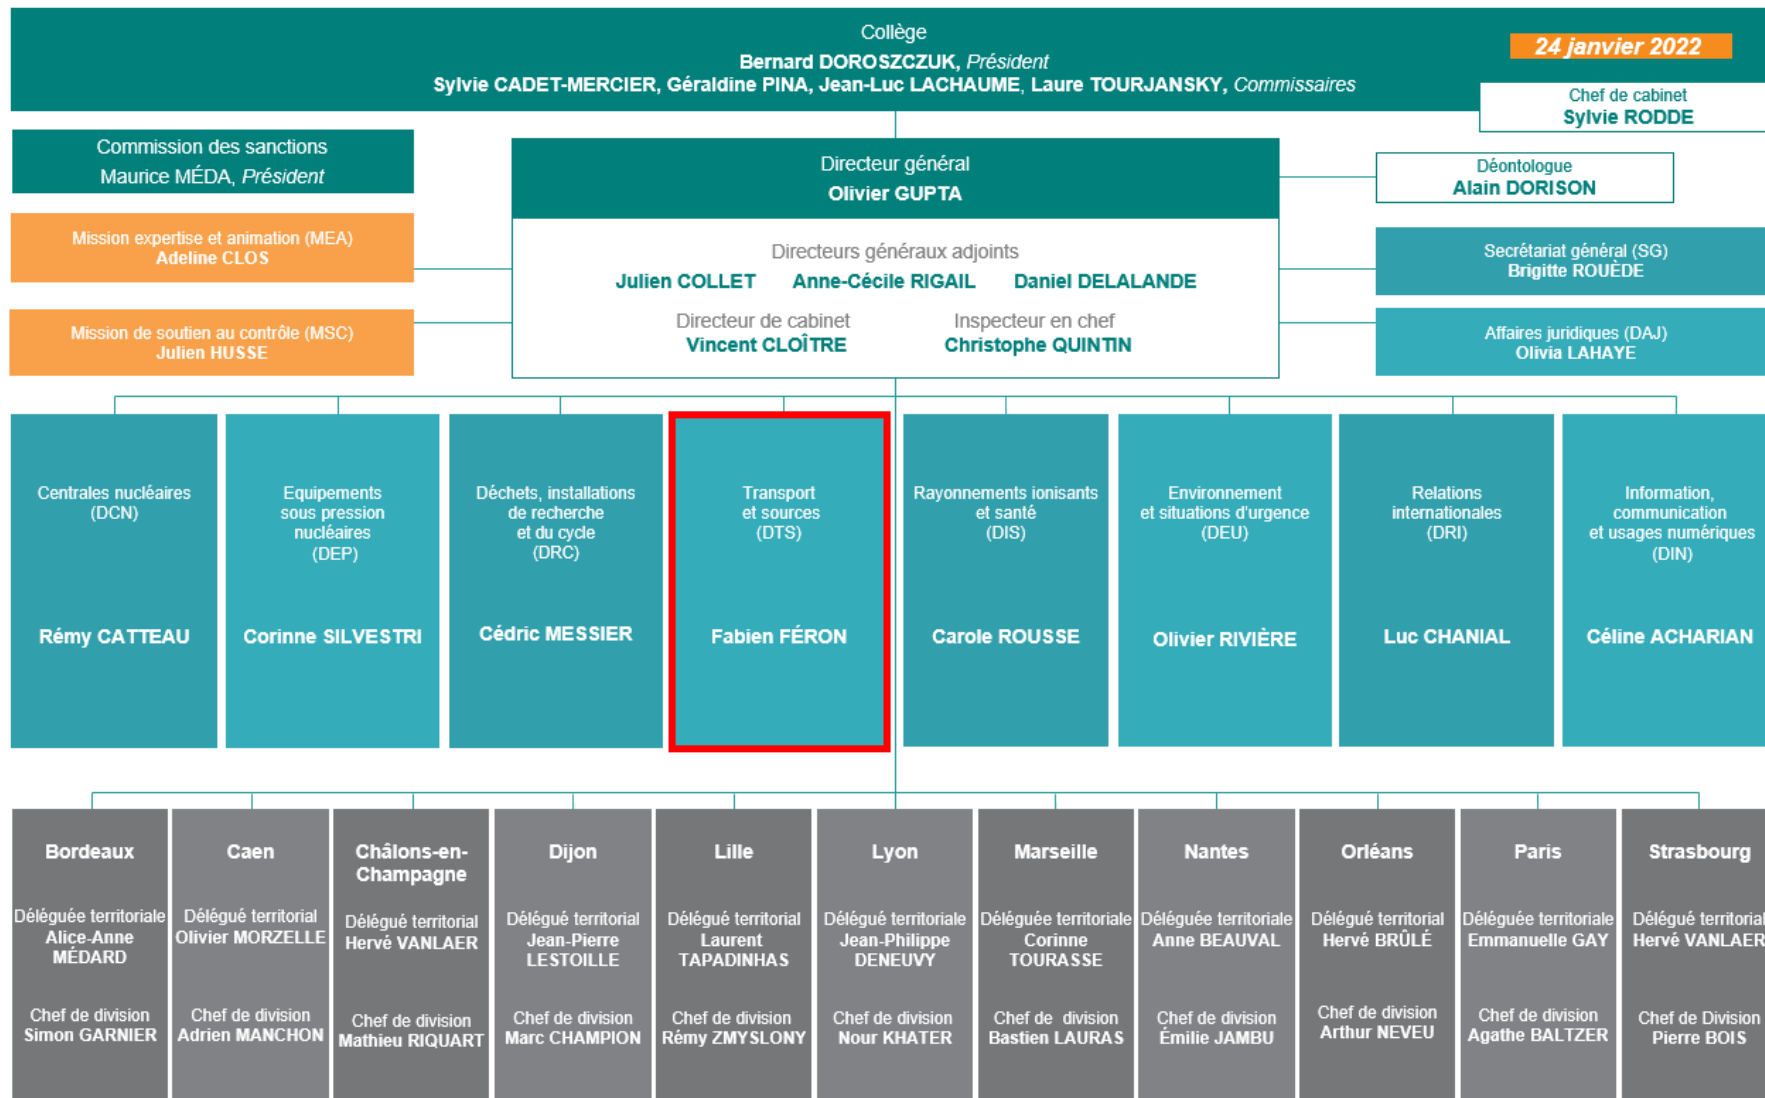 Collège
Bernard DOROSZCZUK, Président
Sylvie CADET-MERCIER, Géraldine PINA, Jean-Luc LACHAUME, Laure TOURJANSKY, Commissaires
24 janvier 2022
Chef de cabinet
Sylvie RODDE
Commission des sanctions
Maurice MÉDA, Président
Directeur général
Olivier GUPTA
Déontologue
Alain DORISON
Mission expertise et animation (MEA)
Adeline CLOS
Directeurs généraux adjoints
Julien COLLET Anne-Cécile RIGAIL Daniel DELALANDE
Secrétariat général (SG)
Brigitte ROUÈDE
Mission de soutien au contrôle (MSC)
Julien HUSSE
Directeur de cabinet
Vincent CLOÎTRE
Inspecteur en chef
Christophe QUINTIN
Affaires juridiques (DAJ)
Olivia LAHAYE
Centrales nucléaires
(DCN)
Rémy CATTEAU
Equipements
sous pression
nucléaires
(DEP)
Corinne SILVESTRI
Déchets, installations
de recherche
et du cycle
(DRC)
Cédric MESSIER
Transport
et sources
(DTS)
Fabien FÉRON
Rayonnements ionisants
et santé
(DIS)
Carole ROUSSE
Environnement
et situations d'urgence
(DEU)
Olivier RIVIÈRE
Relations
internationales
(DRI)
Luc CHANIAL
Information,
communication
et usages numériques
(DIN)
Céline ACHARIAN
Bordeaux
Déléguée territoriale
Alice-Anne
MÉDARD
Chef de division
Simon GARNIER
Caen
Délégué territorial
Olivier MORZELLE
Chef de division
Adrien MANCHON
Châlons-en-
Champagne
Délégué territorial
Hervé VANLAER
Chef de division
Mathieu RIQUART
Dijon
Délégué territorial
Jean-Pierre
LESTOILLE
Chef de division
Marc CHAMPION
Lille
Délégué territorial
Laurent
TAPADINHAS
Chef de division
Rémy ZMYSLONY
Lyon
Délégué territoriale
Jean-Philippe
DENEUVY
Chef de division
Nour KHATER
Marseille
Déléguée territoriale
Corinne
TOURASSE
Chef de division
Bastien LAURAS
Nantes
Déléguée territoriale
Anne BEAUVAL
Chef de division
Émilie JAMBU
Orléans
Délégué territorial
Hervé BRÛLÉ
Chef de division
Arthur NEVEU
Paris
Déléguée territoriale
Emmanuelle GAY
Chef de division
Agathe BALTZER
Strasbourg
Délégué territorial
Hervé VANLAER
Chef de Division
Pierre BOIS